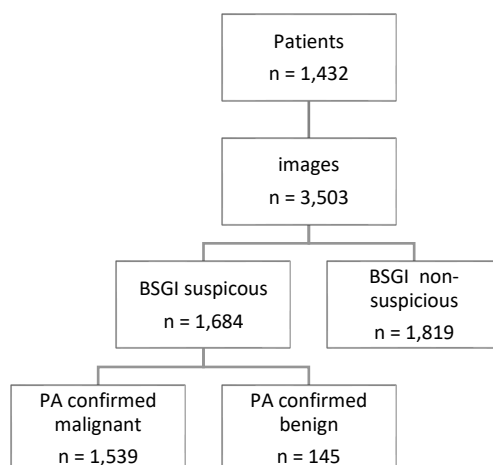 Patients
n = 1,432
images
n = 3,503
BSGI suspicous
n = 1,684
BSGI non-
suspicious
n = 1,819
PA confirmed
malignant
n = 1,539
PA confirmed
benign
n = 145